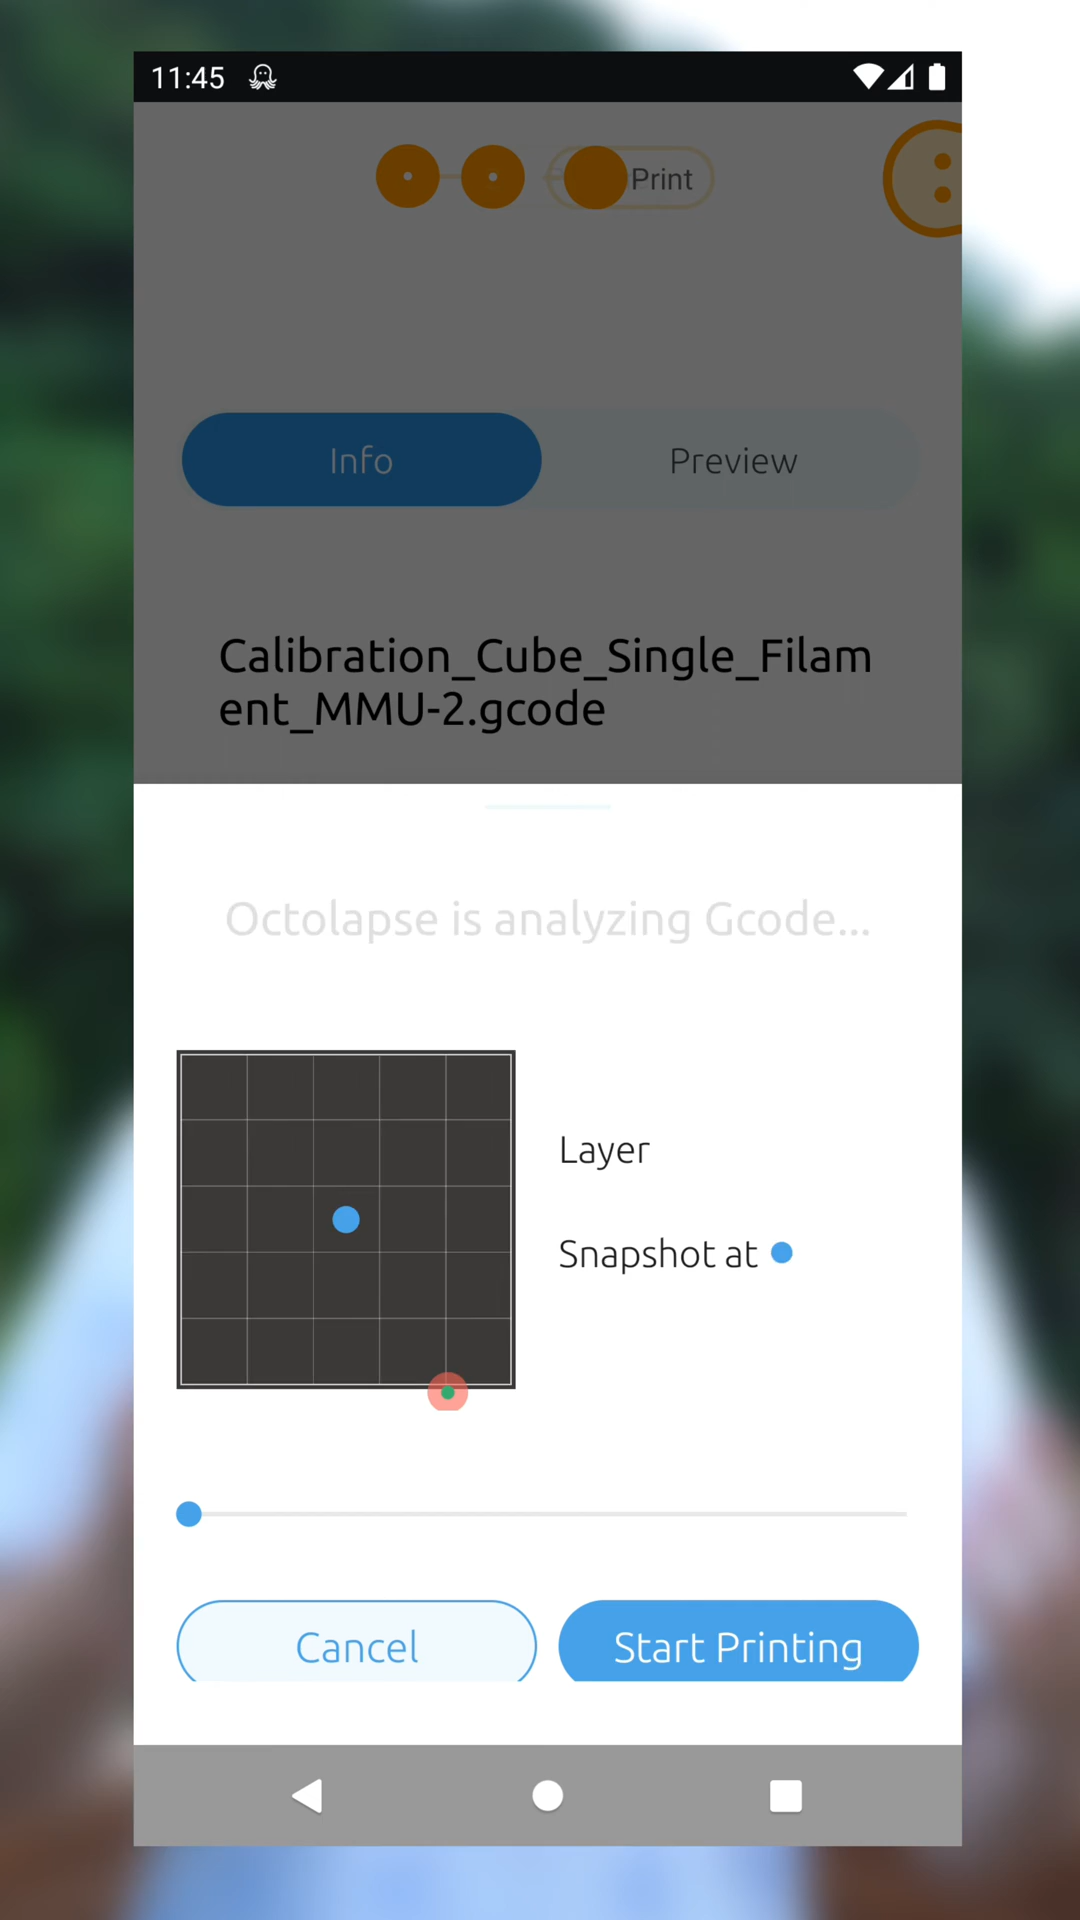 11:45
Print
Info
Preview
Calibration_Cube_Single_Filam
ent_MMU-2.gcode
Octolapse is analyzing Gcode...
Layer
Snapshot at
Cancel
Start Printing